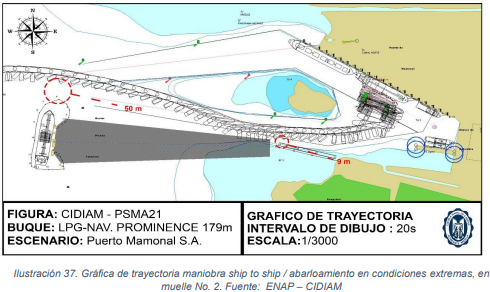 N
W
E
S
50 m
9 m
FIGURA: CIDIAM - PSMA21
BUQUE: LPG-NAV. PROMINENCE 179m
ESCENARIO: Puerto Mamonal S.A.
GRAFICO DE TRAYECTORIA
INTERVALO DE DIBUJO : 20s
ESCALA:1/3000
Ilustración 37. Gráfica de trayectoria maniobra ship to ship / abarloamiento en condiciones extremas, en
muelle No. 2. Fuente: ENAP – CIDIAM